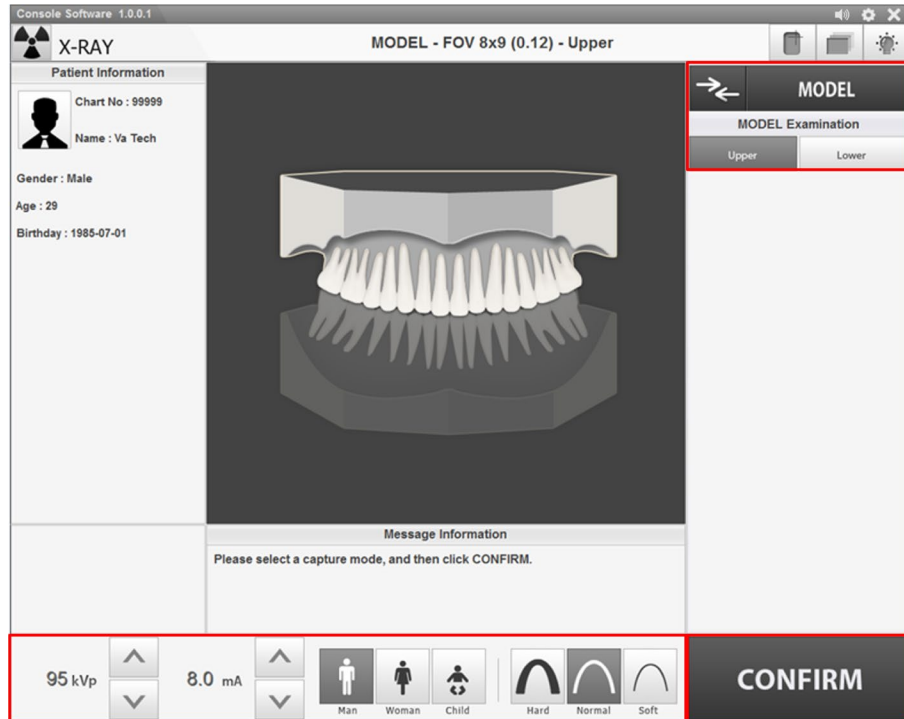 Console Software 1.0.0.1
X-RAY
MODEL - FOV 8x9 (0.12) - Upper
Patient Information
Chart No : 99999
Name : Va Tech
Gender : Male
Age : 29
Birthday : 1985-07-01
MODEL
MODEL Examination
Upper Lower
Message Information
Please select a capture mode, and then click CONFIRM.
95 kVp 8.0 mA
Man Woman Child Hard Normal Soft
CONFIRM